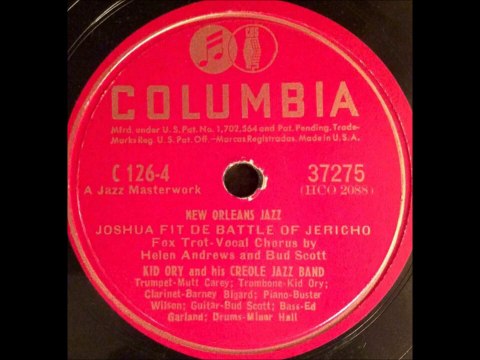 COLUMBIA
Mfrd. under U.S. Pat. No. 1,702,564 and Pat. Pending. Trade-
Marks Reg. U.S. Pat. Off. -Marcas Registradas. Made in U.S.A.
C 126-4
37275
A Jazz Masterwork
(HCO 2088)
NEW ORLEANS JAZZ
JOSHUA FIT DE BATTLE OF JERICHO
Fox Trot-Vocal Chorus by
Helen Andrews and Bud Scott
KID ORY and his CREOLE JAZZ BAND
Trumpet-Mutt Carey; Trombone-Kid Ory;
Clarinet-Barney Bigard; Piano-Buster
Wilson; Guitar-Bud Scott; Bass-Ed
Garland; Drums-Minor Hall